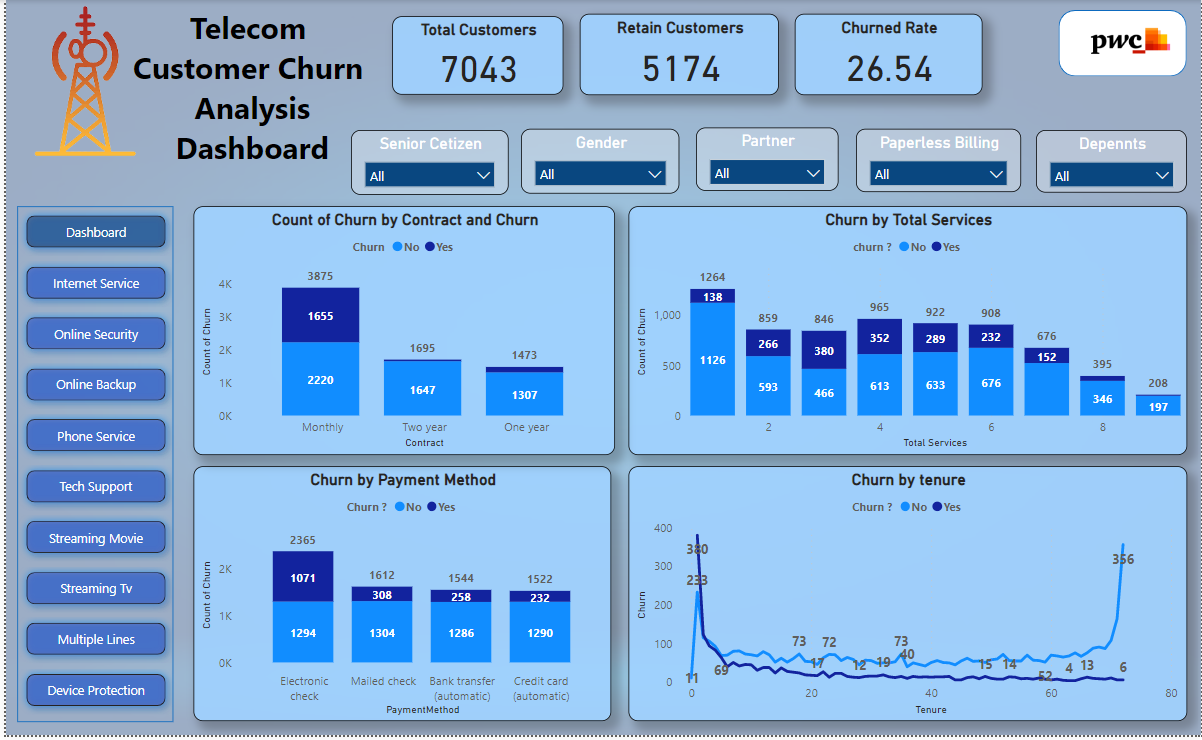 Telecom
Customer Churn
Analysis
Dashboard
Total Customers
7043
Retain Customers
5174
Churned Rate
26.54
pwc
Senior Cetizen
All
Gender
All
Partner
All
Paperless Billing
All
Depennts
All
Dashboard
Internet Service
Online Security
Online Backup
Phone Service
Tech Support
Streaming Movie
Streaming Tv
Multiple Lines
Device Protection
Count of Churn by Contract and Churn
Churn No Yes
Count of Churn
4K
3K
2K
1K
0K
3875
1655
2220
1695
1647
1473
1307
Monthly Two year One year
Contract
Churn by Total Services
churn ? No Yes
Count of Churn
1,000
500
0
1264
138
1126
859
266
593
846
380
466
965
352
613
922
289
633
908
232
676
676
152
395
346
208
197
2 4 6 8
Total Services
Churn by Payment Method
Churn ? No Yes
Count of Churn
2K
1K
0K
2365
1071
1294
1612
308
1304
1544
258
1286
1522
232
1290
Electronic
check
Mailed check
Bank transfer
(automatic)
Credit card
(automatic)
PaymentMethod
Churn by tenure
Churn ? No Yes
Churn
400
300
200
100
0
380
233
11
69
73
17
72
12
19
73
40
15
14
52
4
13
6
356
0 20 40 60 80
Tenure